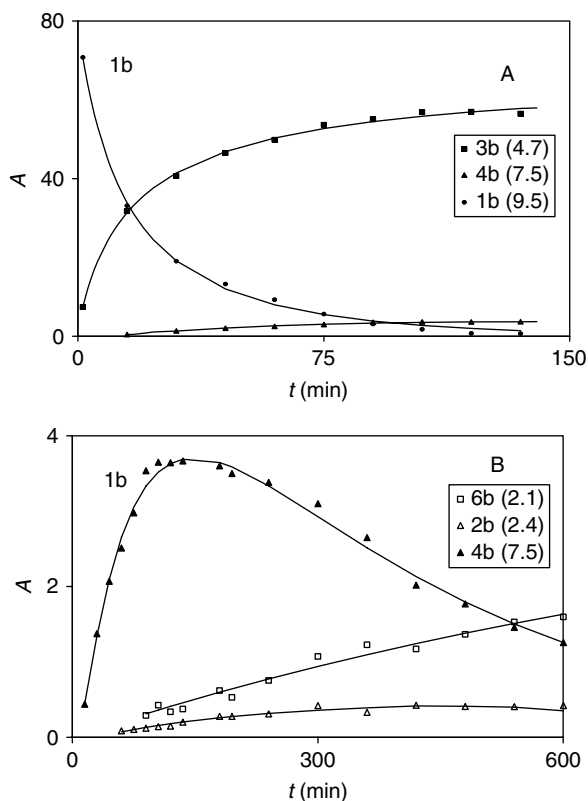 80
1b
A
3b (4.7)
4b (7.5)
1b (9.5)
A
40
0
0
75
150
t (min)
4
1b
B
6b (2.1)
2b (2.4)
4b (7.5)
A
2
0
0
300
600
t (min)